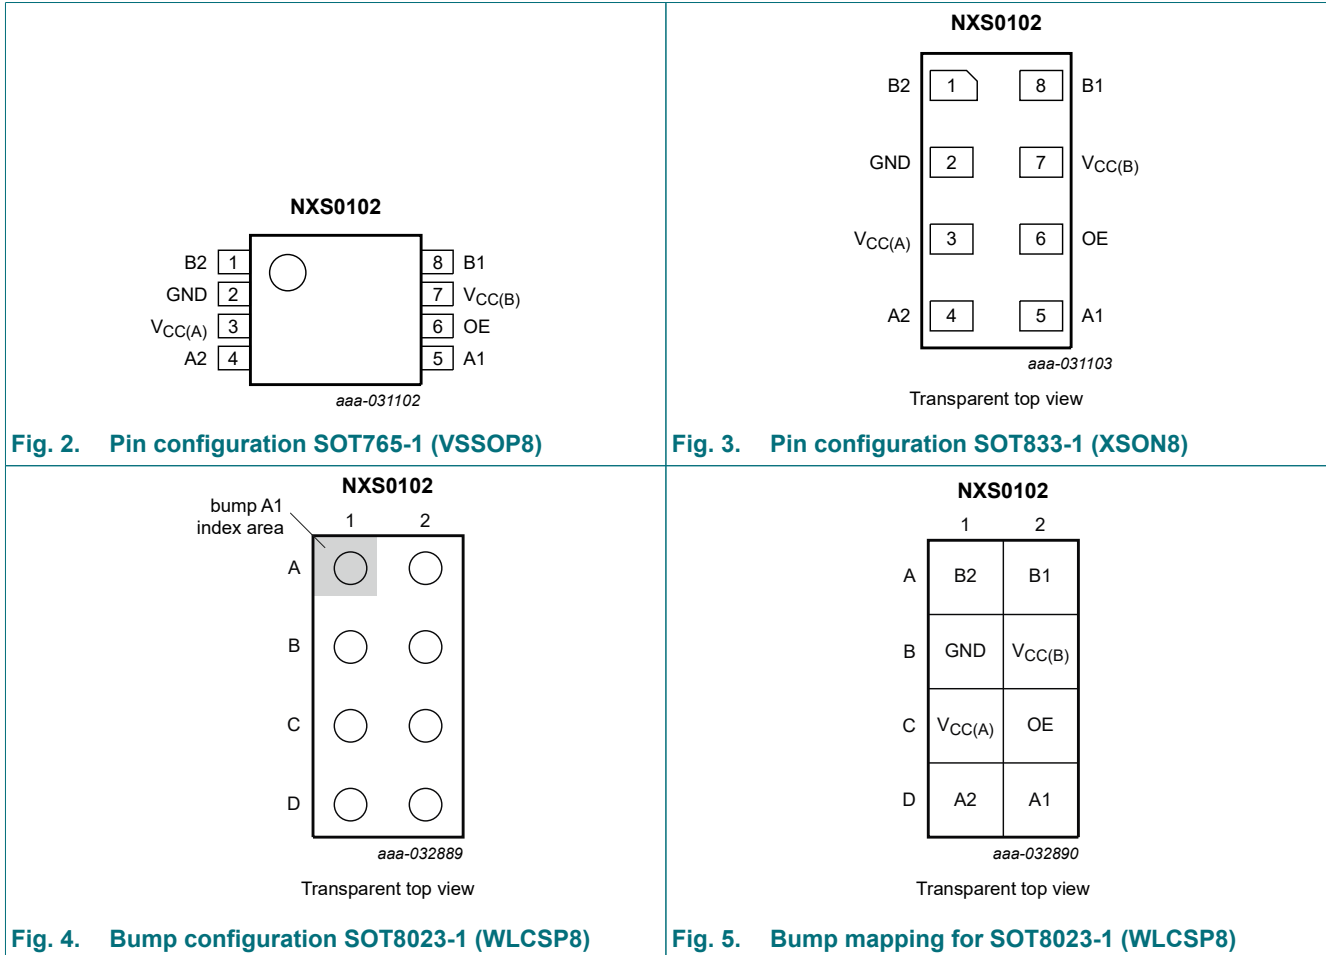 NXS0102
B2 1 8 B1
GND 2 7 VCC(B)
VCC(A) 3 6 OE
A2 4 5 A1
aaa-031102
Fig. 2. Pin configuration SOT765-1 (VSSOP8)
NXS0102
B2 1 8 B1
GND 2 7 VCC(B)
VCC(A) 3 6 OE
A2 4 5 A1
aaa-031103
Transparent top view
Fig. 3. Pin configuration SOT833-1 (XSON8)
NXS0102
bump A1
index area
1 2
A
B
C
D
aaa-032889
Transparent top view
Fig. 4. Bump configuration SOT8023-1 (WLCSP8)
NXS0102
1 2
A B2 B1
B GND VCC(B)
C VCC(A) OE
D A2 A1
aaa-032890
Transparent top view
Fig. 5. Bump mapping for SOT8023-1 (WLCSP8)